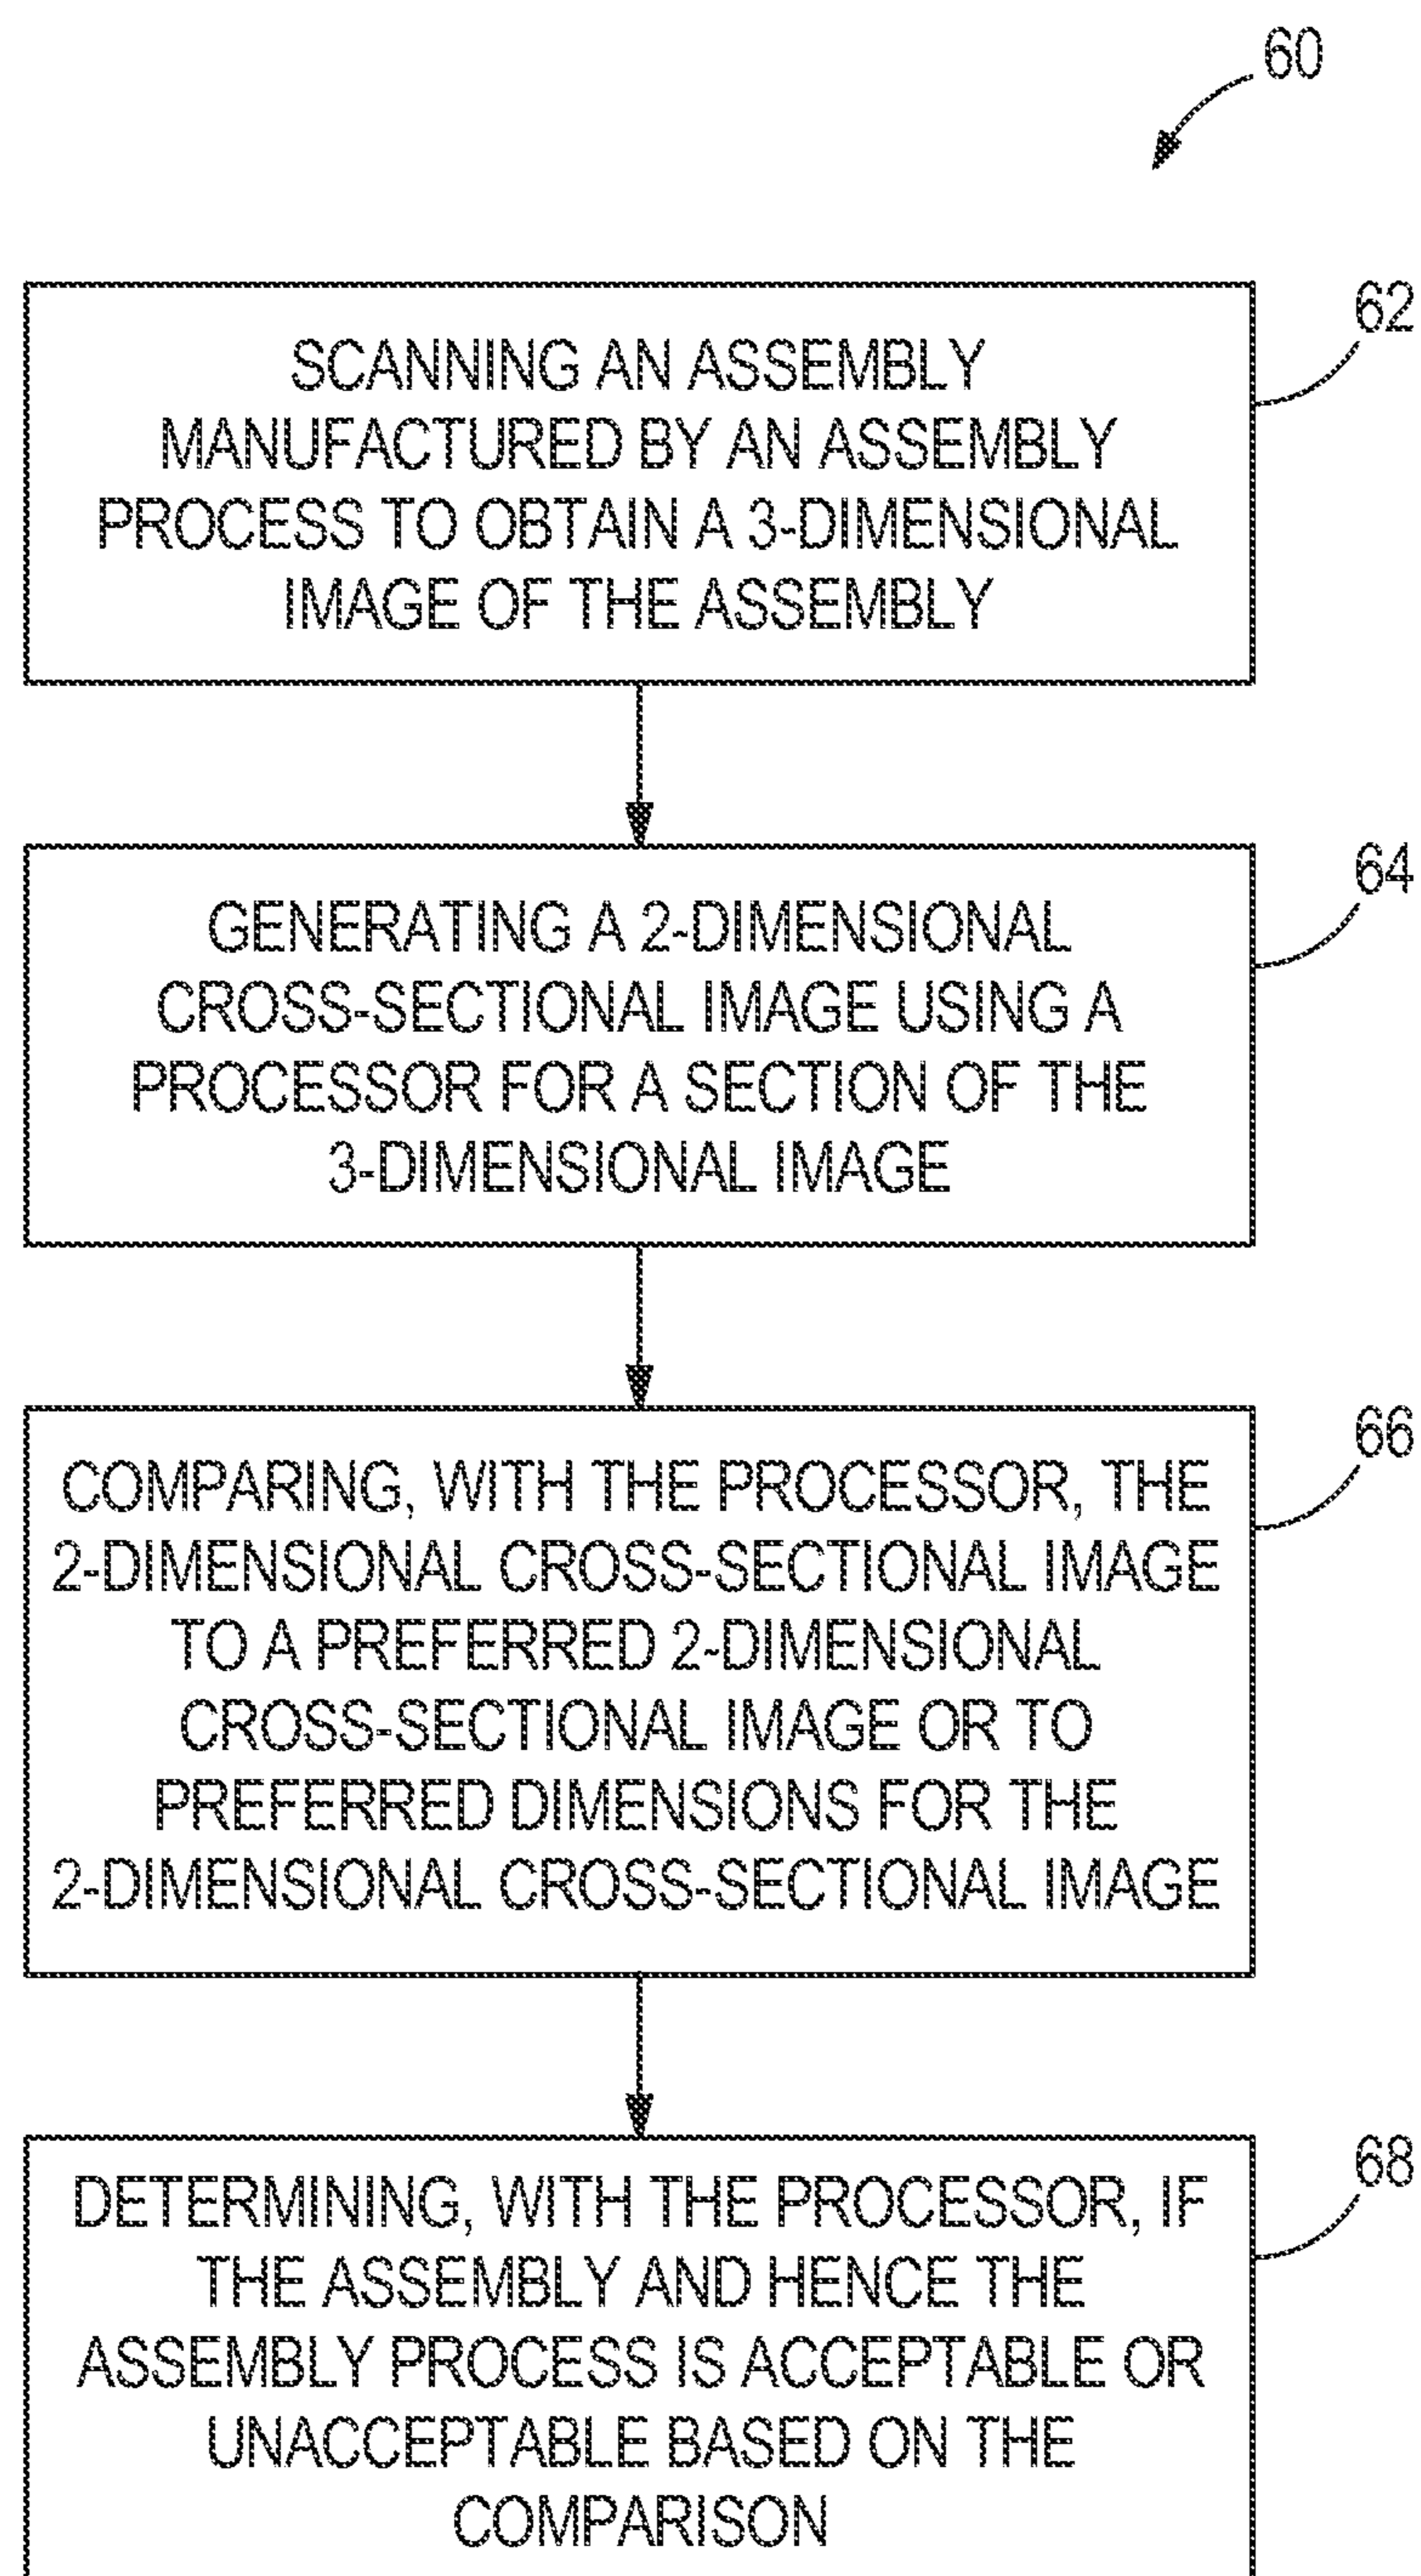 60
62
SCANNING AN ASSEMBLY
MANUFACTURED BY AN ASSEMBLY
PROCESS TO OBTAIN A 3-DIMENSIONAL
IMAGE OF THE ASSEMBLY
64
GENERATING A 2-DIMENSIONAL
CROSS-SECTIONAL IMAGE USING A
PROCESSOR FOR A SECTION OF THE
3-DIMENSIONAL IMAGE
66
COMPARING, WITH THE PROCESSOR, THE
2-DIMENSIONAL CROSS-SECTIONAL IMAGE
TO A PREFERRED 2-DIMENSIONAL
CROSS-SECTIONAL IMAGE OR TO
PREFERRED DIMENSIONS FOR THE
2-DIMENSIONAL CROSS-SECTIONAL IMAGE
68
DETERMINING, WITH THE PROCESSOR, IF
THE ASSEMBLY AND HENCE THE
ASSEMBLY PROCESS IS ACCEPTABLE OR
UNACCEPTABLE BASED ON THE
COMPARISON